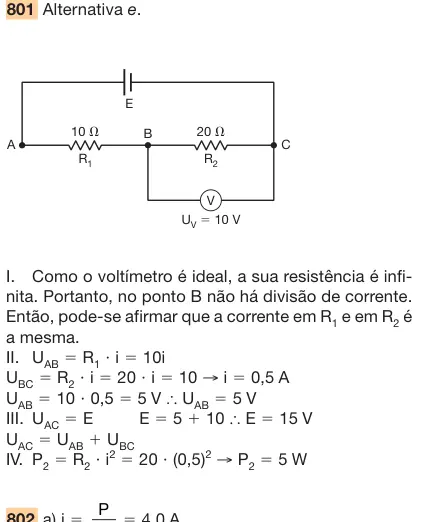 801 Alternativa e.
E
10 Ω
B
20 Ω
A
C
R1
R2
V
UV = 10 V
I. Como o voltímetro é ideal, a sua resistência é infi-
nita. Portanto, no ponto B não há divisão de corrente.
Então, pode-se afirmar que a corrente em R1 e em R2 é
a mesma.
II. UAB = R1 · i = 10i
UBC = R2 · i = 20 · i = 10 → i = 0,5 A
UAB = 10 · 0,5 = 5 V ∴ UAB = 5 V
III. UAC = E E = 5 + 10 ∴ E = 15 V
UAC = UAB + UBC
IV. P2 = R2 · i² = 20 · (0,5)² → P2 = 5 W
802 a) i = P = 4,0 A